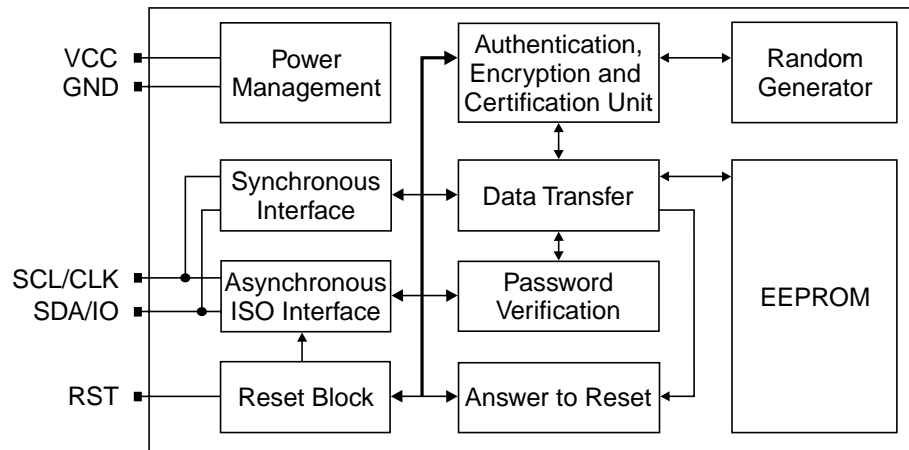 VCC
GND
Power
Management
Authentication,
Encryption and
Certification Unit
Random
Generator
Synchronous
Interface
Data Transfer
EEPROM
SCL/CLK
SDA/IO
Asynchronous
ISO Interface
Password
Verification
RST
Reset Block
Answer to Reset